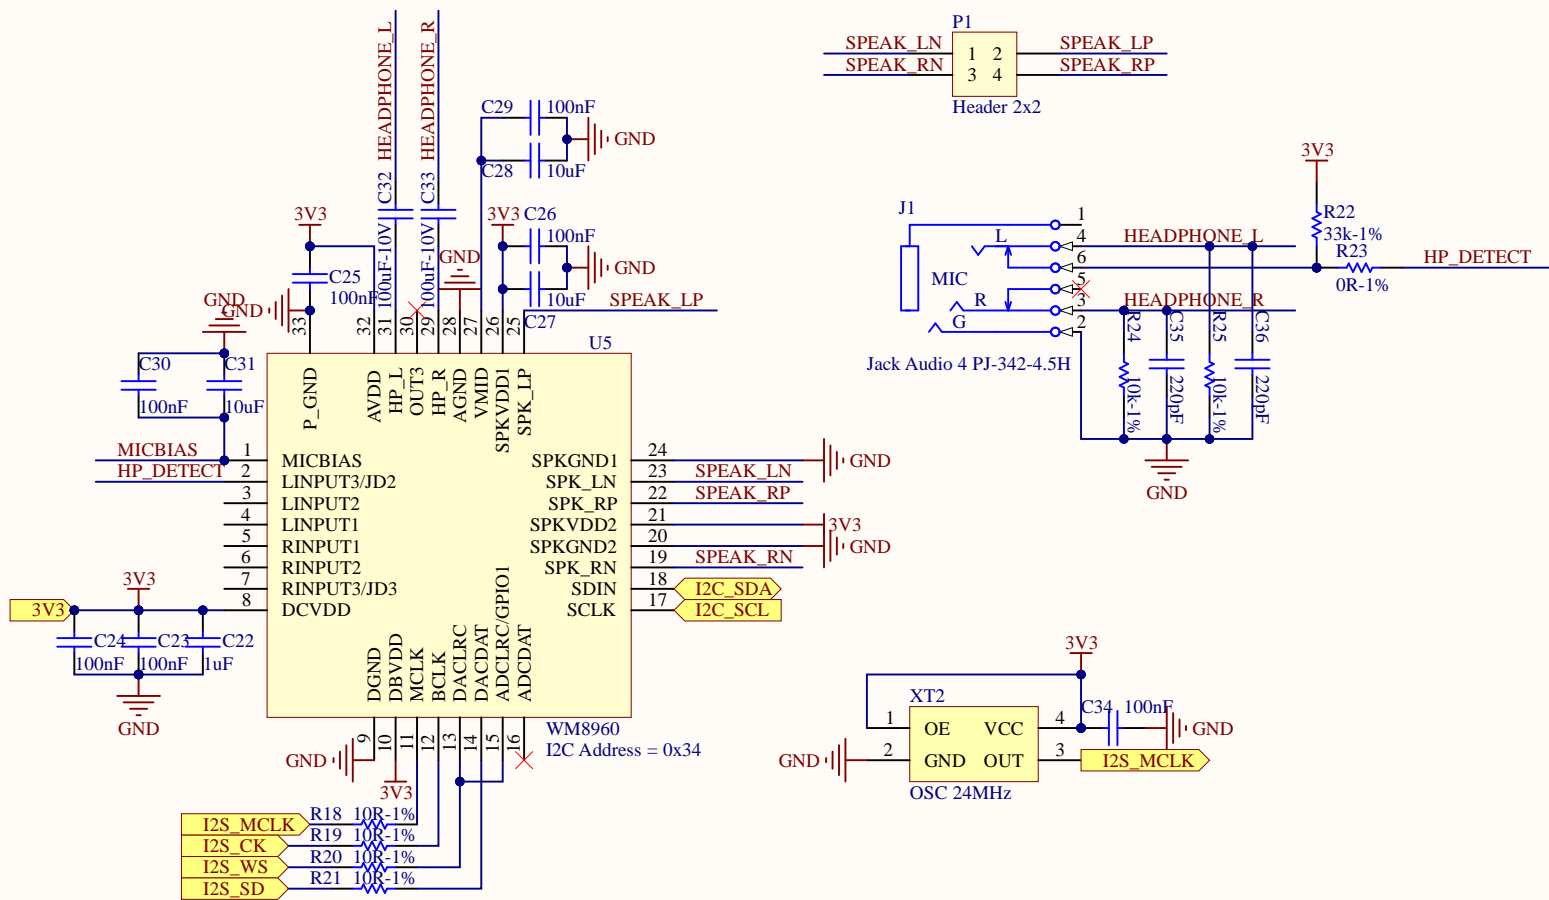 HEADPHONE_L
HEADPHONE_R
C32
100uF-10V
C33
100uF-10V
C29
100nF
C28
10uF
GND
3V3
C25
100nF
GND
GND
GND
3V3
C26
100nF
10uF
C27
GND
SPEAK_LP
P1
SPEAK_LN
SPEAK_RN
1 2
3 4
SPEAK_LP
SPEAK_RP
Header 2x2
3V3
R22
33k-1%
R23
0R-1%
HP_DETECT
J1
L
MIC
R
G
1
4
6
5
3
2
HEADPHONE_L
HEADPHONE_R
Jack Audio 4 PJ-342-4.5H
R24
10k-1%
C35
220pF
R25
10k-1%
C36
220pF
GND
C30
100nF
C31
10uF
U5
33
32
31
30
29
28
27
26
25
P_GND
AVDD
HP_L
OUT3
HP_R
AGND
VMID
SPKVDD1
SPK_LP
MICBIAS
HP_DETECT
1 MICBIAS
2 LINPUT3/JD2
3 LINPUT2
4 LINPUT1
5 RINPUT1
6 RINPUT2
7 RINPUT3/JD3
8 DCVDD
SPKGND1 24 GND
SPK_LN 23 SPEAK_LN
SPK_RP 22 SPEAK_RP
SPKVDD2 21 3V3
SPKGND2 20 GND
SPK_RN 19 SPEAK_RN
SDIN 18 I2C_SDA
SCLK 17 I2C_SCL
3V3
3V3
C24
100nF
C23
100nF
C22
1uF
GND
DGND
DBVDD
MCLK
BCLK
DACLRC
DACDAT
ADCLRC/GPIO1
ADCDAT
9
10
11
12
13
14
15
16
WM8960
I2C Address = 0x34
GND
3V3
I2S_MCLK R18 10R-1%
I2S_CK R19 10R-1%
I2S_WS R20 10R-1%
I2S_SD R21 10R-1%
3V3
XT2
1 OE VCC 4
2 GND OUT 3
GND
C34 100nF
GND
I2S_MCLK
OSC 24MHz